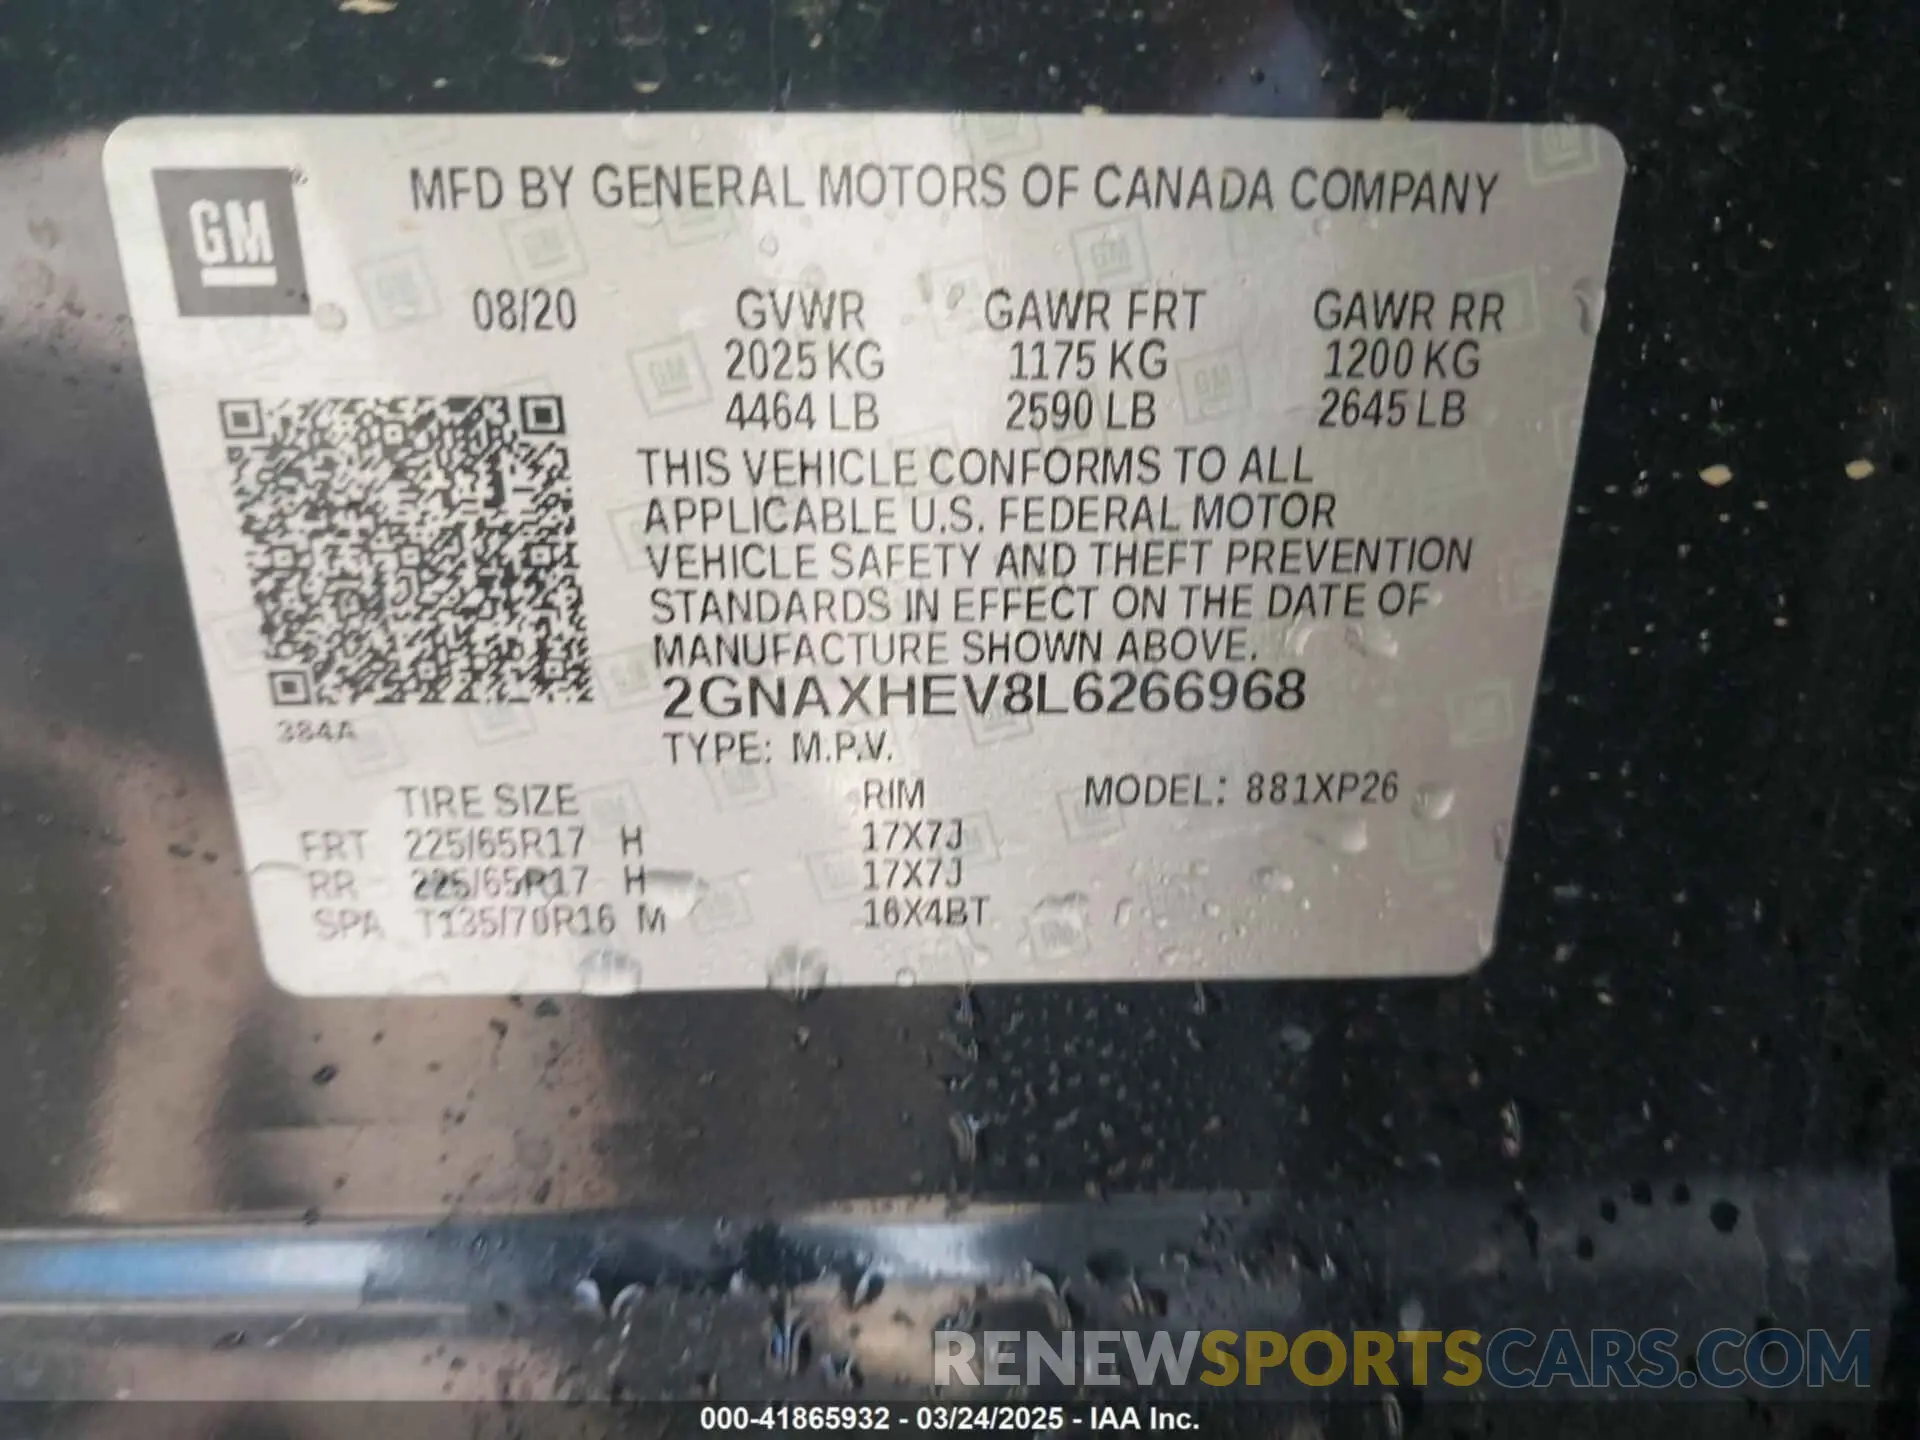 GM
MFD BY GENERAL MOTORS OF CANADA COMPANY
08/20 GVWR GAWR FRT GAWR RR
2025 KG 1175 KG 1200 KG
4464 LB 2590 LB 2645 LB
THIS VEHICLE CONFORMS TO ALL
APPLICABLE U.S. FEDERAL MOTOR
VEHICLE SAFETY AND THEFT PREVENTION
STANDARDS IN EFFECT ON THE DATE OF
MANUFACTURE SHOWN ABOVE.
2GNAXHEV8L6266968
384A
TYPE: M.P.V.
TIRE SIZE RIM MODEL: 881XP26
FRT 225/65R17 H 17X7J
RR 225/65R17 H 17X7J
SPA T135/70R16 M 16X4BT
RENEWSPORTSCARS.COM
000-41865932 - 03/24/2025 - IAA Inc.